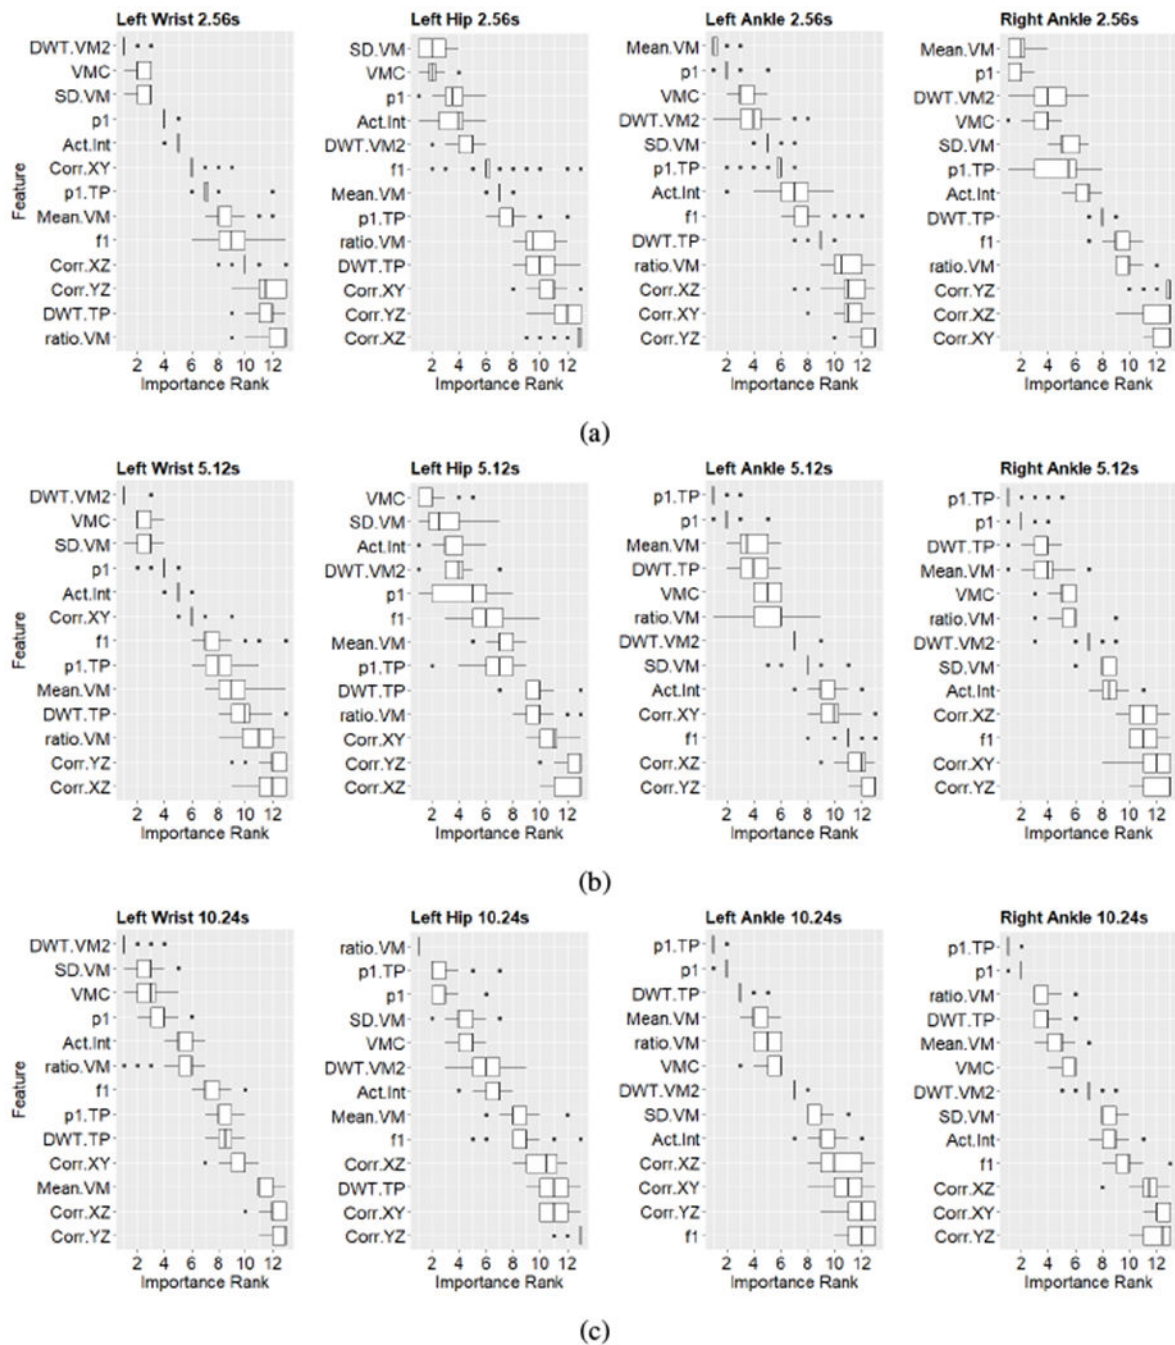 Left Wrist 2.56s
Feature
DWT.VM2
VMC
SD.VM
p1
Act.Int
Corr.XY
p1.TP
Mean.VM
f1
Corr.XZ
Corr.YZ
DWT.TP
ratio.VM
2 4 6 8 10 12
Importance Rank
Left Hip 2.56s
SD.VM
VMC
p1
Act.Int
DWT.VM2
f1
Mean.VM
p1.TP
ratio.VM
DWT.TP
Corr.XY
Corr.YZ
Corr.XZ
2 4 6 8 10 12
Importance Rank
Left Ankle 2.56s
Mean.VM
p1
VMC
DWT.VM2
SD.VM
p1.TP
Act.Int
f1
DWT.TP
ratio.VM
Corr.XZ
Corr.XY
Corr.YZ
2 4 6 8 10 12
Importance Rank
Right Ankle 2.56s
Mean.VM
p1
DWT.VM2
VMC
SD.VM
p1.TP
Act.Int
DWT.TP
f1
ratio.VM
Corr.YZ
Corr.XZ
Corr.XY
2 4 6 8 10 12
Importance Rank
(a)
Left Wrist 5.12s
Feature
DWT.VM2
VMC
SD.VM
p1
Act.Int
Corr.XY
f1
p1.TP
Mean.VM
DWT.TP
ratio.VM
Corr.YZ
Corr.XZ
2 4 6 8 10 12
Importance Rank
Left Hip 5.12s
VMC
SD.VM
Act.Int
DWT.VM2
p1
f1
Mean.VM
p1.TP
DWT.TP
ratio.VM
Corr.XY
Corr.YZ
Corr.XZ
2 4 6 8 10 12
Importance Rank
Left Ankle 5.12s
p1.TP
p1
Mean.VM
DWT.TP
VMC
ratio.VM
DWT.VM2
SD.VM
Act.Int
Corr.XY
f1
Corr.XZ
Corr.YZ
2 4 6 8 10 12
Importance Rank
Right Ankle 5.12s
p1.TP
p1
DWT.TP
Mean.VM
VMC
ratio.VM
DWT.VM2
SD.VM
Act.Int
Corr.XZ
f1
Corr.XY
Corr.YZ
2 4 6 8 10 12
Importance Rank
(b)
Left Wrist 10.24s
Feature
DWT.VM2
SD.VM
VMC
p1
Act.Int
ratio.VM
f1
p1.TP
DWT.TP
Corr.XY
Mean.VM
Corr.XZ
Corr.YZ
2 4 6 8 10 12
Importance Rank
Left Hip 10.24s
ratio.VM
p1.TP
p1
SD.VM
VMC
DWT.VM2
Act.Int
Mean.VM
f1
Corr.XZ
DWT.TP
Corr.XY
Corr.YZ
2 4 6 8 10 12
Importance Rank
Left Ankle 10.24s
p1.TP
p1
DWT.TP
Mean.VM
ratio.VM
VMC
DWT.VM2
SD.VM
Act.Int
Corr.XZ
Corr.XY
Corr.YZ
f1
2 4 6 8 10 12
Importance Rank
Right Ankle 10.24s
p1.TP
p1
ratio.VM
DWT.TP
Mean.VM
VMC
DWT.VM2
SD.VM
Act.Int
f1
Corr.XZ
Corr.XY
Corr.YZ
2 4 6 8 10 12
Importance Rank
(c)